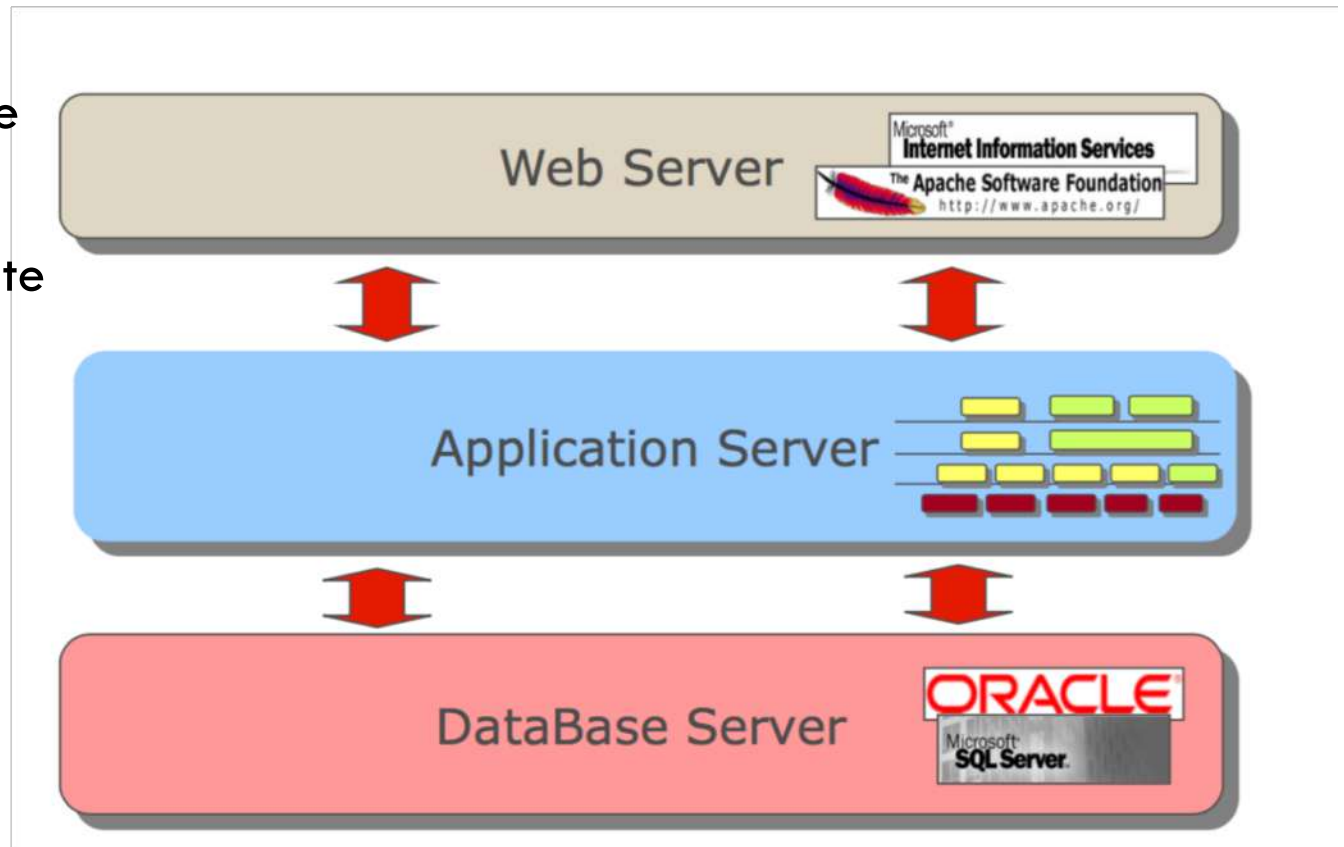 e
Web Server
Microsoft®
Internet Information Services
The Apache Software Foundation
http://www.apache.org/
te
Application Server
DataBase Server
ORACLE®
Microsoft®
SQL Server.